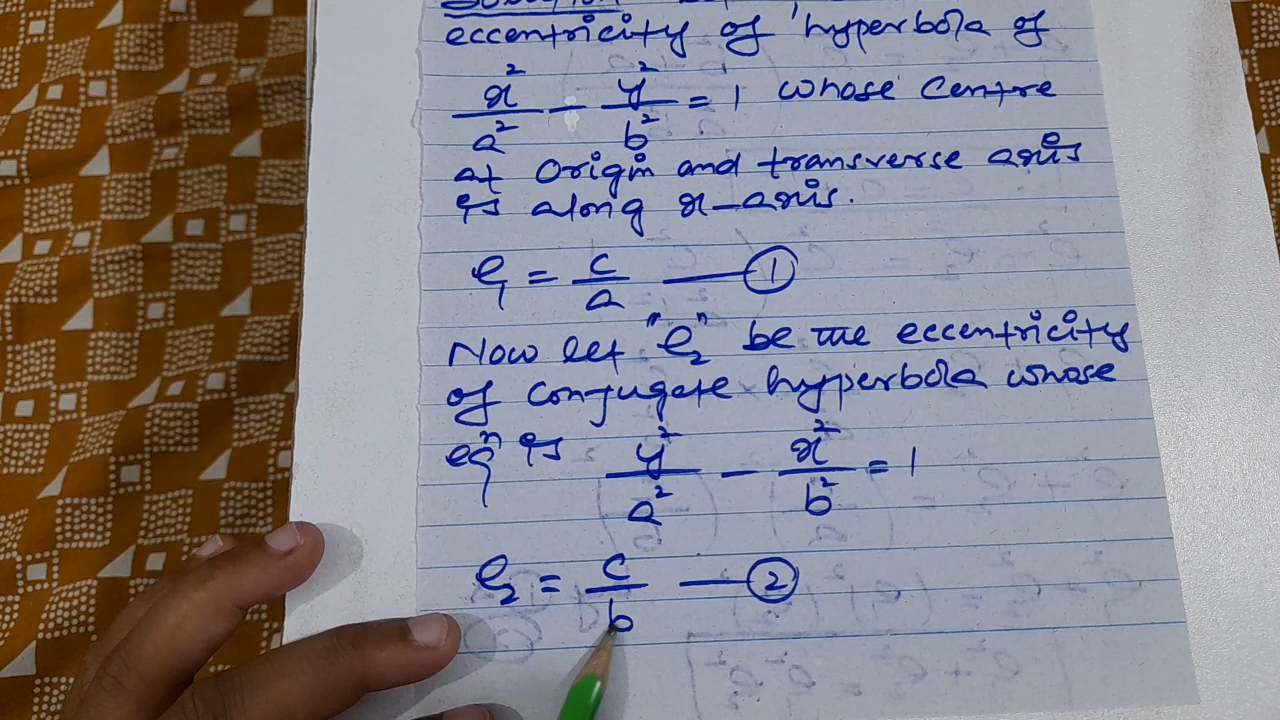 eccentricity of hyperbola of
x²/a² - y²/b² = 1 whose Centre
at origin and transverse axis
is along x-axis.
e₁ = c/a —— ①
Now let "e₂" be the eccentricity
of conjugate hyperbola whose
eqⁿ is y²/a² - x²/b² = 1
e₂ = c/b —— ②